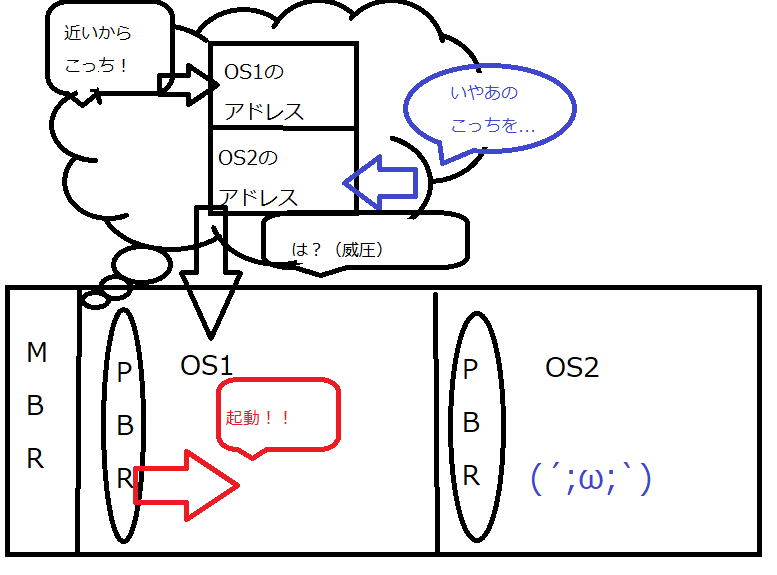 近いから
こっち！
OS1の
アドレス
OS2の
アドレス
いやあの
こっちを...
は？（威圧）
M
B
R
P
B
R
OS1
起動！！
P
B
R
OS2
(´;ω;`)